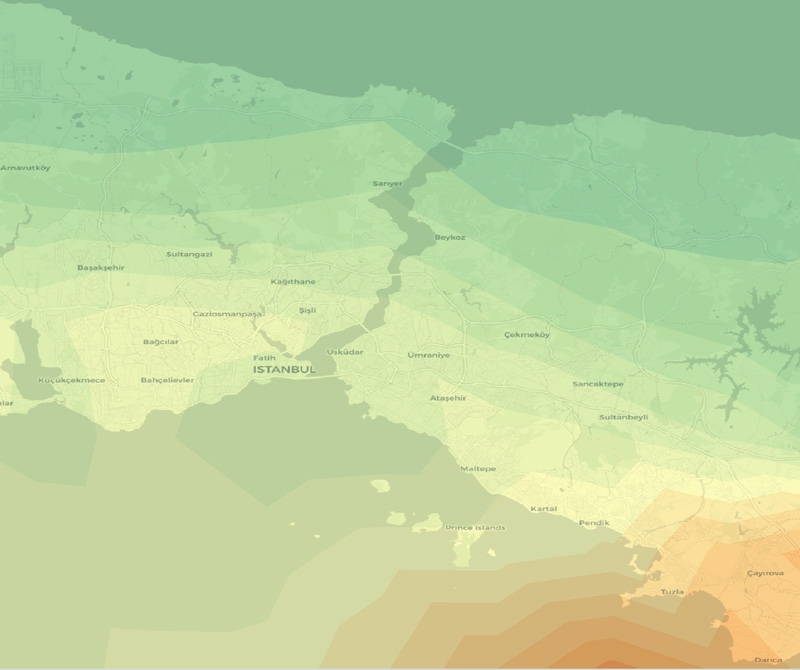 Arnavutköy
Sarıyer
Beykoz
Sultangazi
Başakşehir
Kağıthane
Gaziosmanpaşa
Şişli
Çekmeköy
Bağcılar
Üsküdar
Ümraniye
Fatih
ISTANBUL
Küçükçekmece
Bahçelievler
Sancaktepe
Ataşehir
lar
Sultanbeyli
Maltepe
Kartal
Pendik
Prince Islands
Çayırova
Tuzla
Darıca